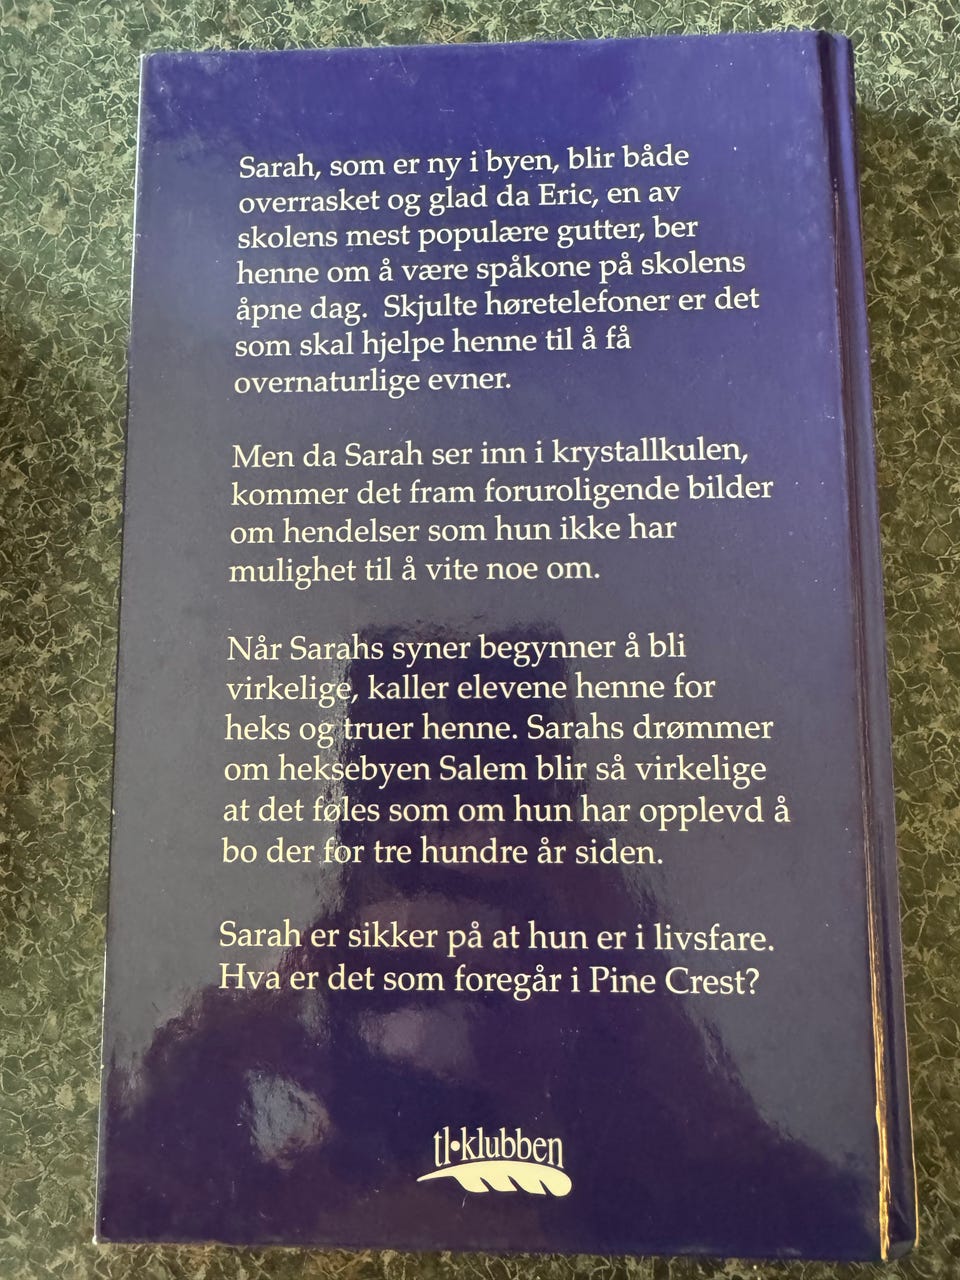 Sarah, som er ny i byen, blir både
overrasket og glad da Eric, en av
skolens mest populære gutter, ber
henne om å være spåkone på skolens
åpne dag. Skjulte høretelefoner er det
som skal hjelpe henne til å få
overnaturlige evner.
Men da Sarah ser inn i krystallkulen,
kommer det fram foruroligende bilder
om hendelser som hun ikke har
mulighet til å vite noe om.
Når Sarahs syner begynner å bli
virkelige, kaller elevene henne for
heks og truer henne. Sarahs drømmer
om heksebyen Salem blir så virkelige
at det føles som om hun har opplevd å
bo der for tre hundre år siden.
Sarah er sikker på at hun er i livsfare.
Hva er det som foregår i Pine Crest?
tl•klubben